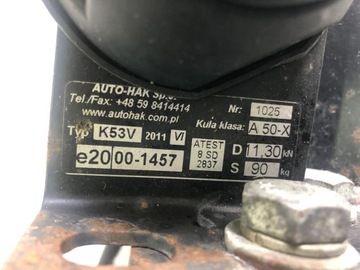 AUTO-HAK Sp.
Tel./Fax: +48 59 8414414
www.autohak.com.pl
Nr: 1025
Kula klasa: A 50-X
Typ K53V 2011 VI
e20 00-1457
ATEST
8 SD
2837
D 11,30 kN
S 90 kg